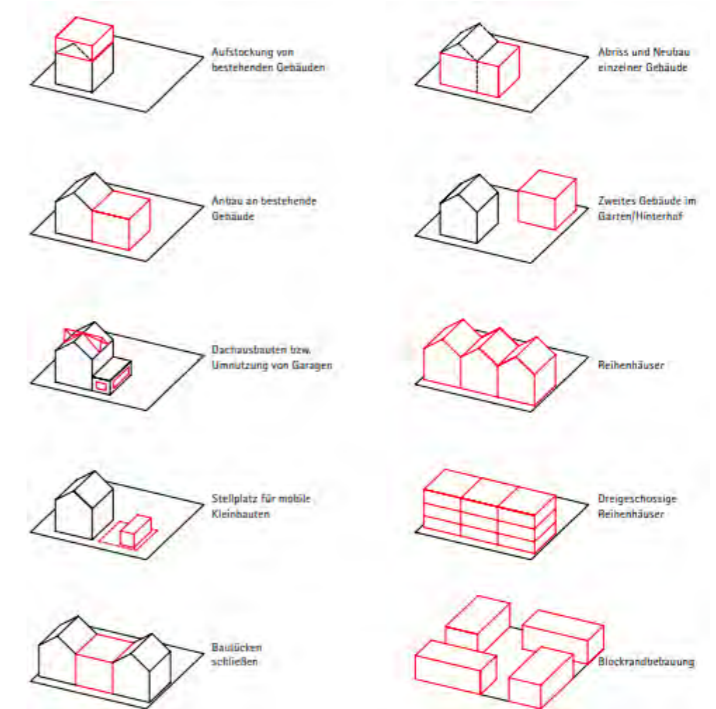 Aufstockung von
bestehenden Gebäuden
Anbau an bestehende
Gebäude
Dachausbauten bzw.
Umnutzung von Garagen
Stellplatz für mobile
Kleinbauten
Baulücken
schließen
Abriss und Neubau
einzelner Gebäude
Zweites Gebäude im
Garten/Hinterhof
Reihenhäuser
Dreigeschossige
Reihenhäuser
Blockrandbebauung